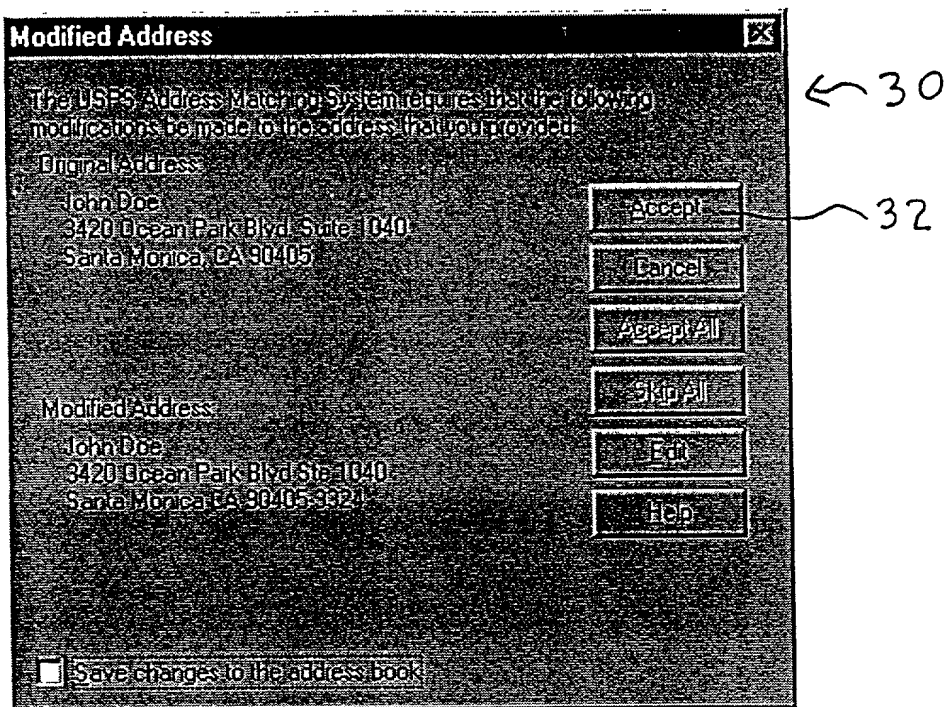 Modified Address
30
The USPS Address Matching System requires that the following
modifications be made to the address that you provided
Original Address:
John Doe
3420 Ocean Park Blvd. Suite 1040
Santa Monica, CA 90405
Accept
32
Cancel
Accept All
Skip All
Modified Address:
John Doe
3420 Ocean Park Blvd Ste 1040
Santa Monica CA 90405-3324
Edit
Help
Save changes to the address book